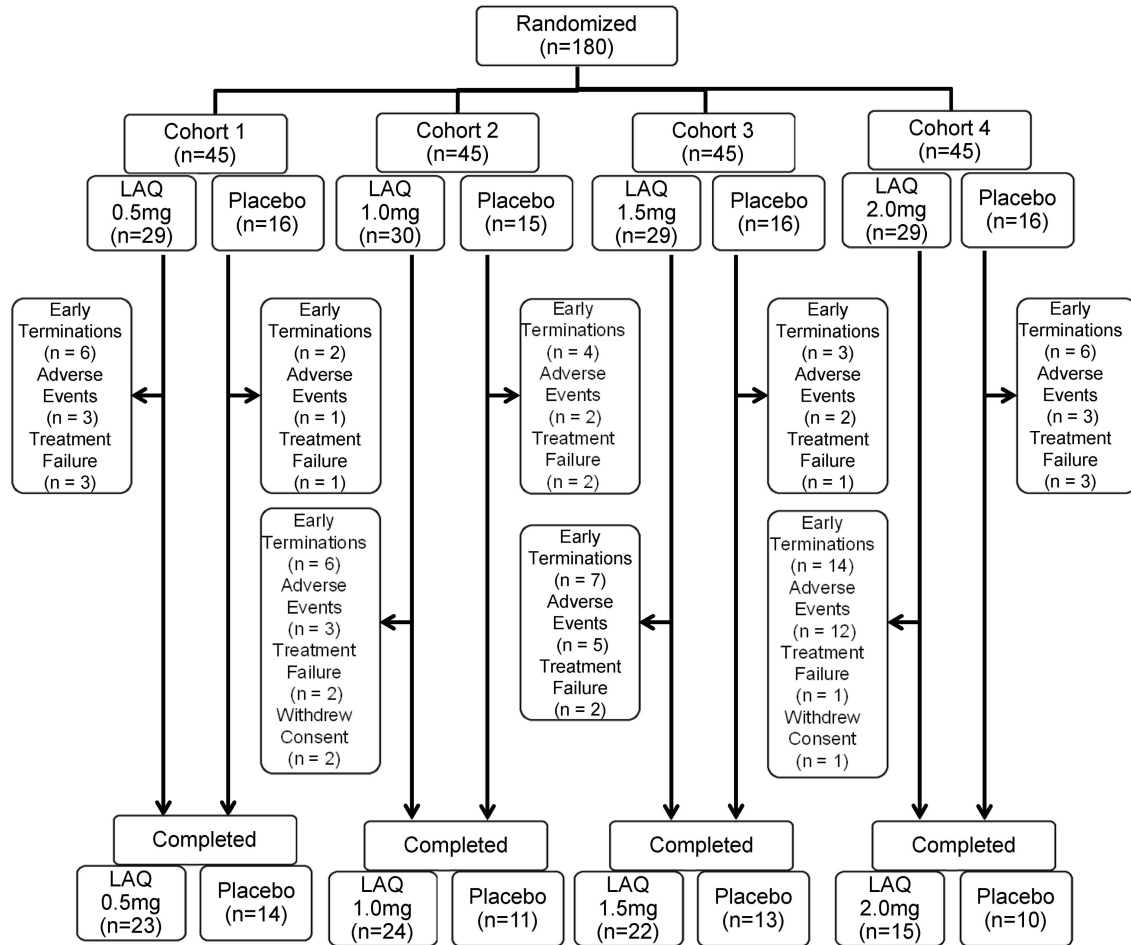 Randomized
(n=180)
Cohort 1
(n=45)
Cohort 2
(n=45)
Cohort 3
(n=45)
Cohort 4
(n=45)
LAQ
0.5mg
(n=29)
Placebo
(n=16)
LAQ
1.0mg
(n=30)
Placebo
(n=15)
LAQ
1.5mg
(n=29)
Placebo
(n=16)
LAQ
2.0mg
(n=29)
Placebo
(n=16)
Early
Terminations
(n = 6)
Adverse
Events
(n = 3)
Treatment
Failure
(n = 3)
Early
Terminations
(n = 2)
Adverse
Events
(n = 1)
Treatment
Failure
(n = 1)
Early
Terminations
(n = 4)
Adverse
Events
(n = 2)
Treatment
Failure
(n = 2)
Early
Terminations
(n = 3)
Adverse
Events
(n = 2)
Treatment
Failure
(n = 1)
Early
Terminations
(n = 6)
Adverse
Events
(n = 3)
Treatment
Failure
(n = 3)
Early
Terminations
(n = 6)
Adverse
Events
(n = 3)
Treatment
Failure
(n = 2)
Withdrew
Consent
(n = 2)
Early
Terminations
(n = 7)
Adverse
Events
(n = 5)
Treatment
Failure
(n = 2)
Early
Terminations
(n = 14)
Adverse
Events
(n = 12)
Treatment
Failure
(n = 1)
Withdrew
Consent
(n = 1)
Completed
Completed
Completed
Completed
LAQ
0.5mg
(n=23)
Placebo
(n=14)
LAQ
1.0mg
(n=24)
Placebo
(n=11)
LAQ
1.5mg
(n=22)
Placebo
(n=13)
LAQ
2.0mg
(n=15)
Placebo
(n=10)